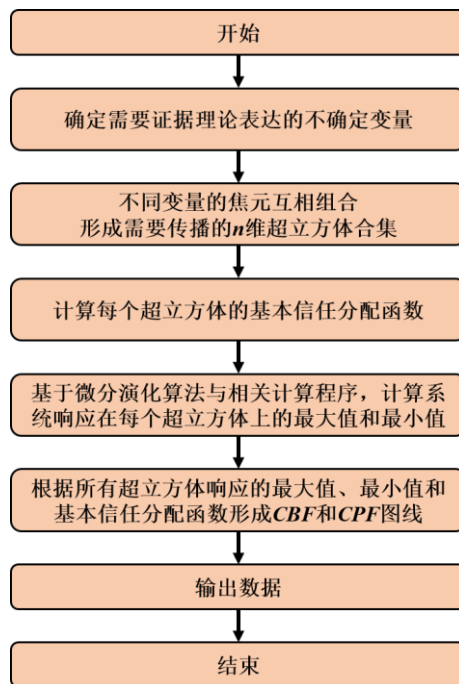 开始
确定需要证据理论表达的不确定变量
不同变量的焦元互相组合
形成需要传播的n维超立方体合集
计算每个超立方体的基本信任分配函数
基于微分演化算法与相关计算程序，计算系
统响应在每个超立方体上的最大值和最小值
根据所有超立方体响应的最大值、最小值和
基本信任分配函数形成CBF和CPF图线
输出数据
结束